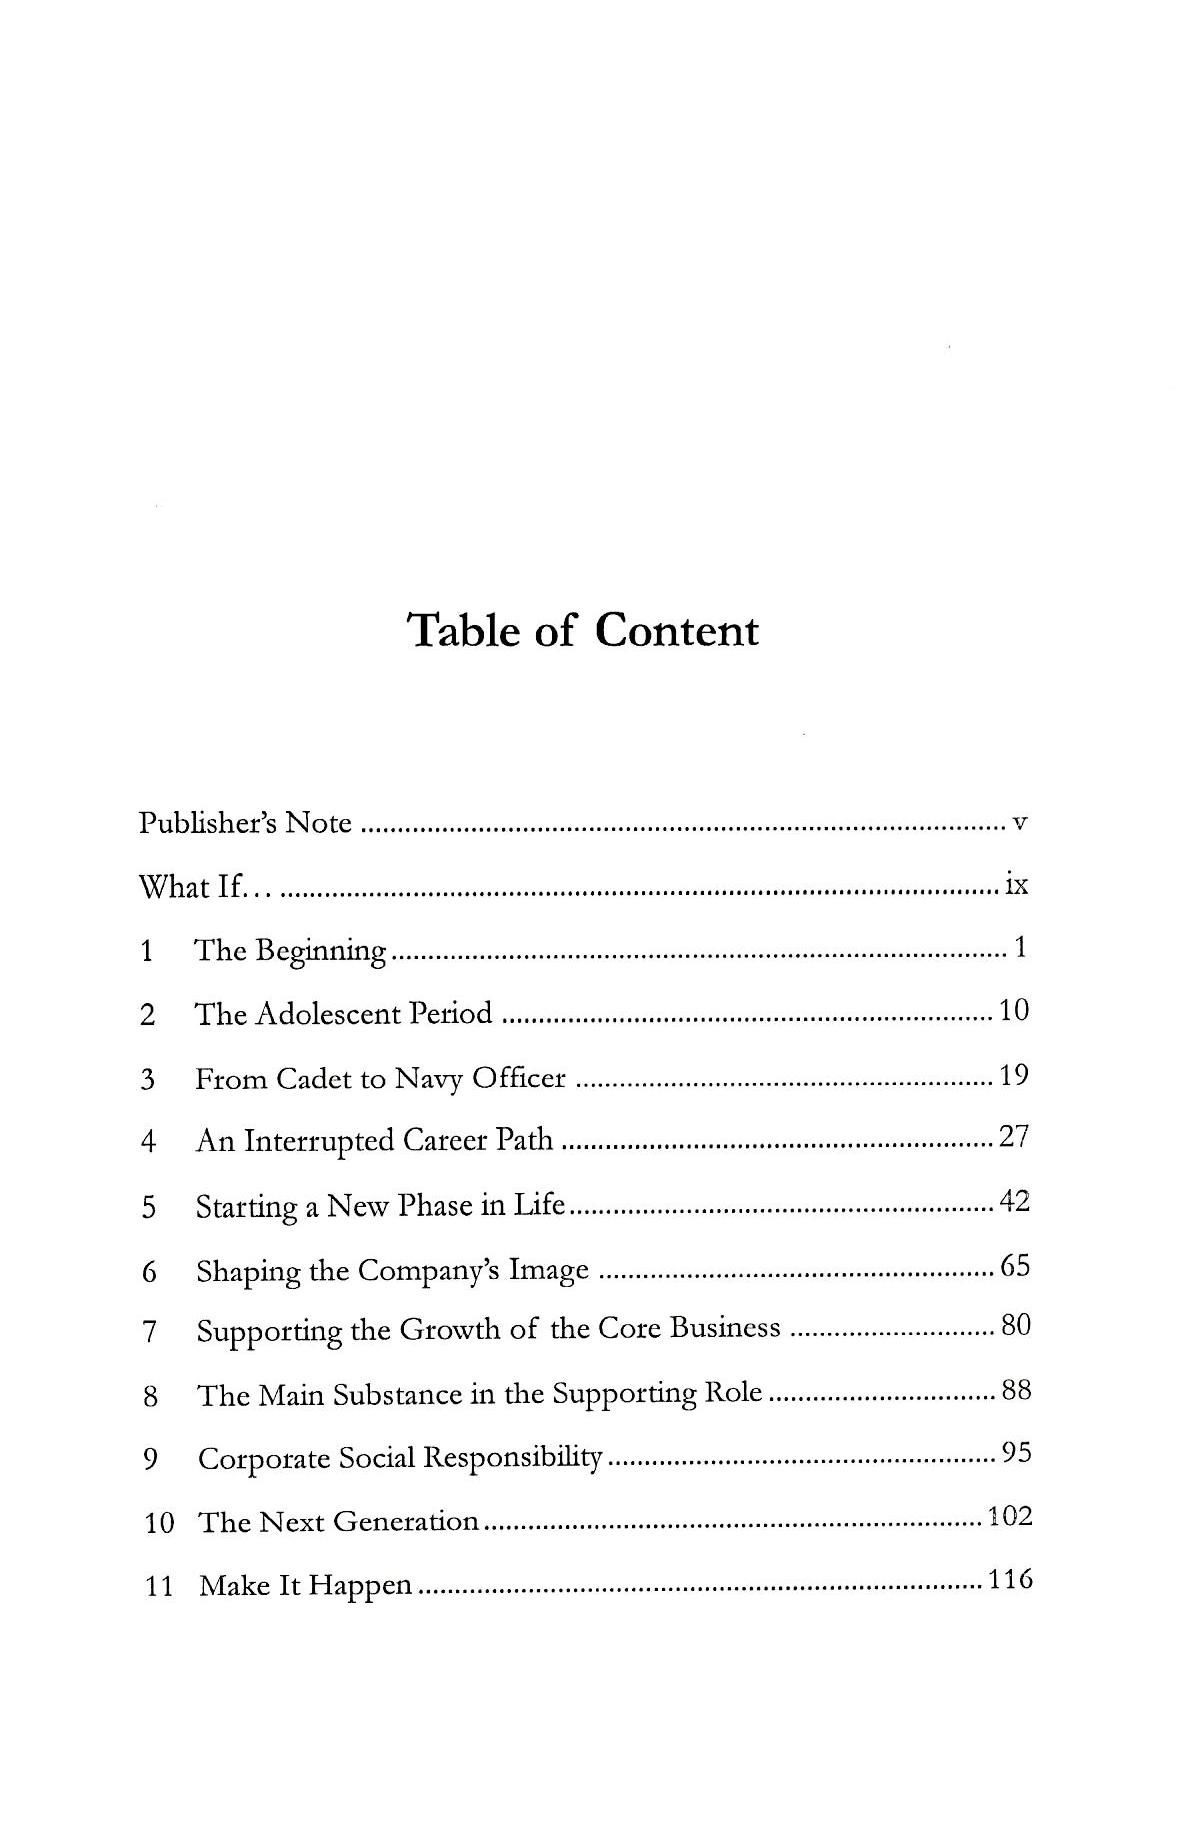 Table of Content
Publisher's Note ........................................ v
What If... ........................................ ix
1 The Beginning ........................................ 1
2 The Adolescent Period ........................................ 10
3 From Cadet to Navy Officer ........................................ 19
4 An Interrupted Career Path ........................................ 27
5 Starting a New Phase in Life ........................................ 42
6 Shaping the Company's Image ........................................ 65
7 Supporting the Growth of the Core Business ........................................ 80
8 The Main Substance in the Supporting Role ........................................ 88
9 Corporate Social Responsibility ........................................ 95
10 The Next Generation ........................................ 102
11 Make It Happen ........................................ 116